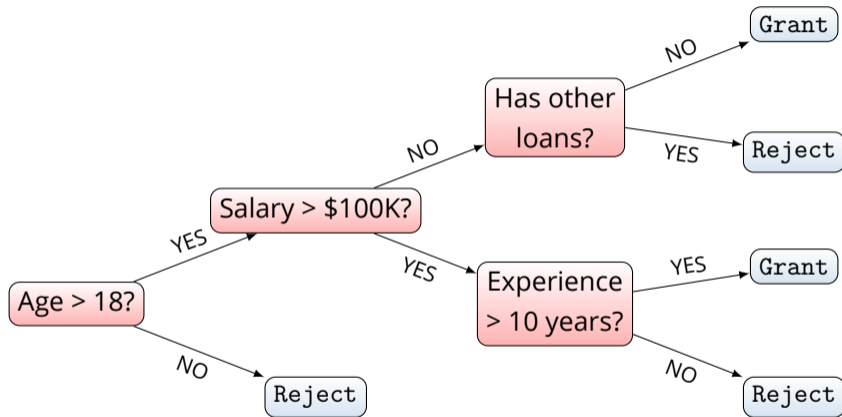 Grant
NO
Has other
loans?
NO
YES
Reject
Salary > $100K?
YES
YES
Experience
> 10 years?
YES
Grant
Age > 18?
NO
NO
Reject
Reject